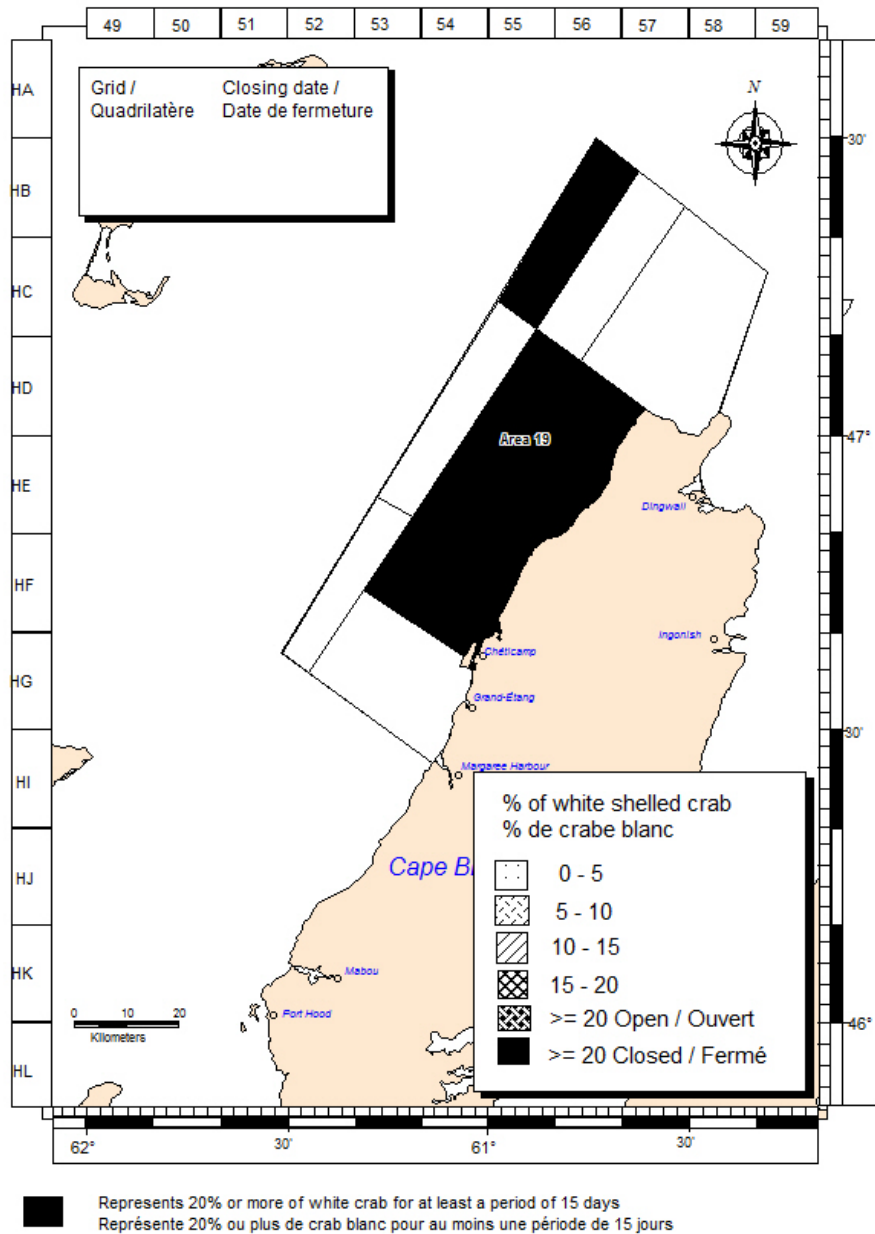 49 50 51 52 53 54 55 56 57 58 59
HA
Grid / Closing date /
Quadrilatère Date de fermeture
N
30'
HB
HC
HD
Area 19
47°
HE
Dingwall
HF
Ingonish
Chéticamp
HG
Grand-Étang
30'
Margaree Harbour
HI
% of white shelled crab
% de crabe blanc
Cape
0 - 5
HJ
5 - 10
10 - 15
HK
Mabou
15 - 20
Port Hood
>= 20 Open / Ouvert
46°
0 10 20
Kilometers
>= 20 Closed / Fermé
HL
62° 30' 61° 30'
Represents 20% or more of white crab for at least a period of 15 days
Représente 20% ou plus de crab blanc pour au moins une période de 15 jours